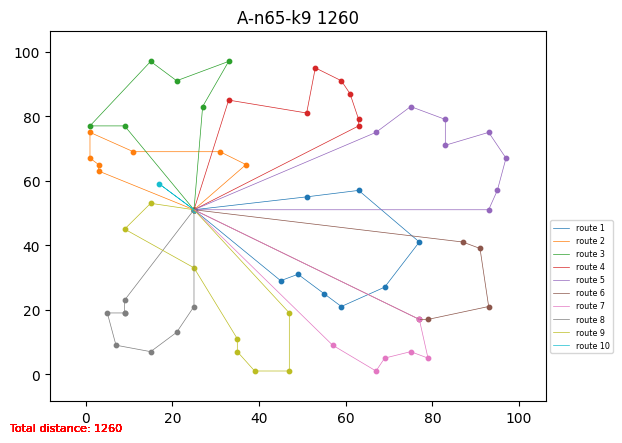 A-n65-k9 1260
100
80
60
40
20
0
0 20 40 60 80 100
route 1
route 2
route 3
route 4
route 5
route 6
route 7
route 8
route 9
route 10
Total distance: 1260